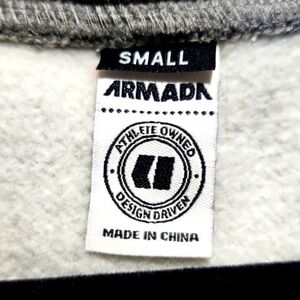 SMALL
ARMADA
ATHLETE OWNED
DESIGN DRIVEN
MADE IN CHINA